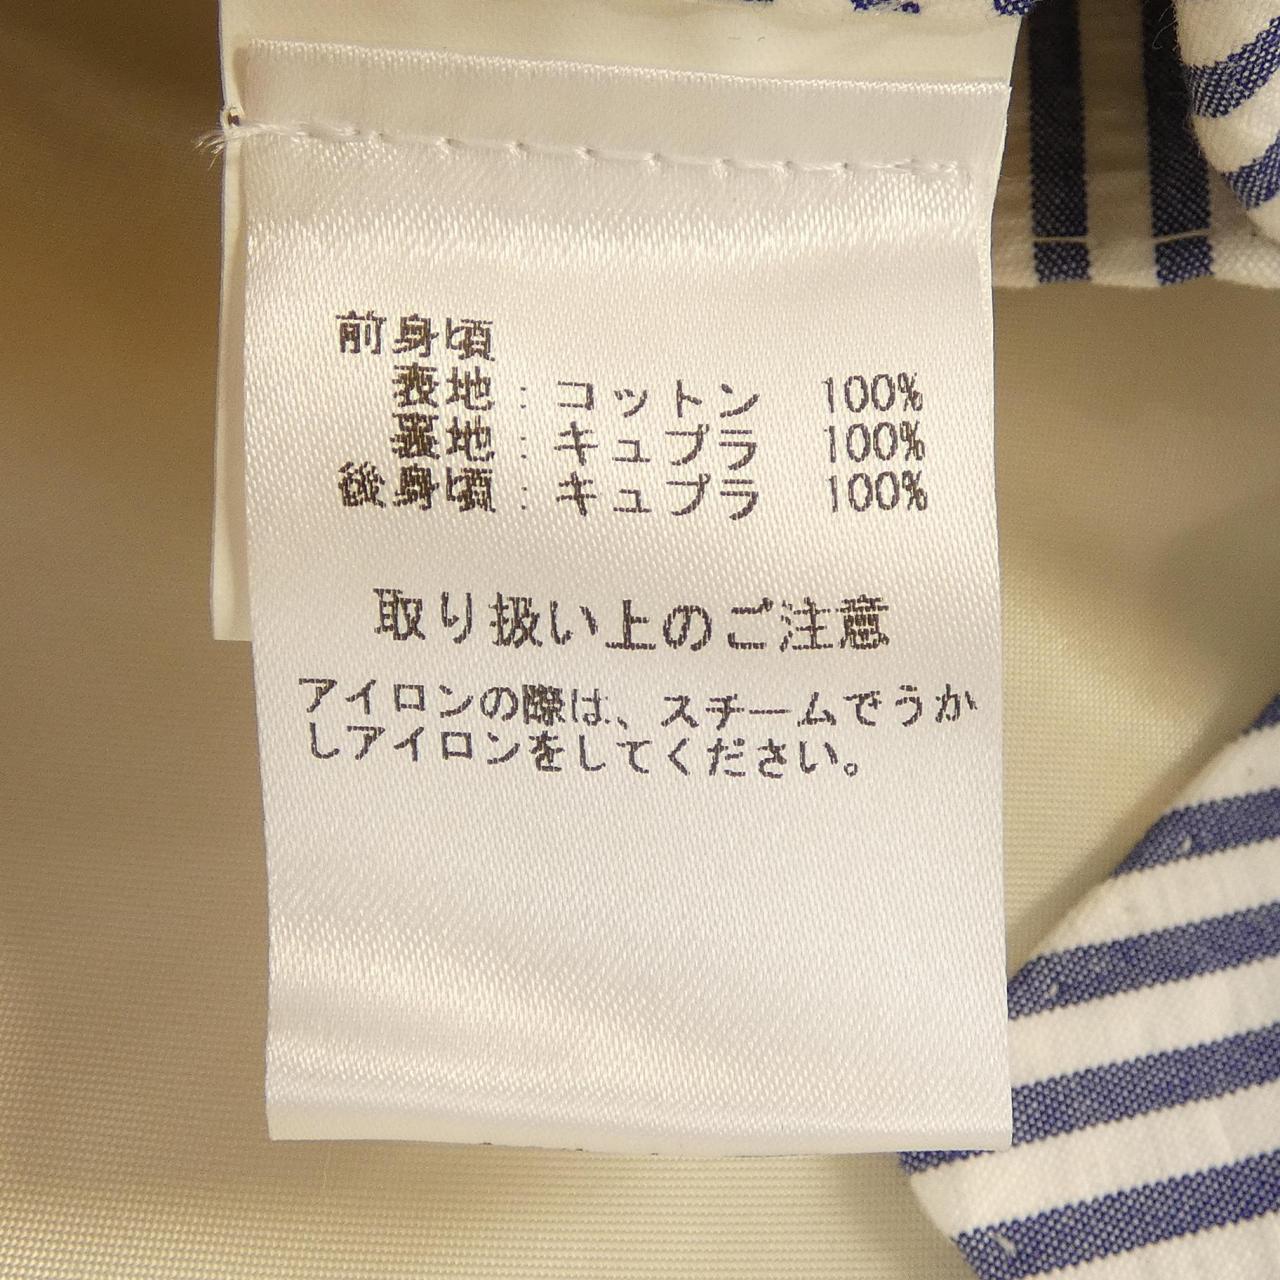 前身頃
表地：コットン 100%
裏地：キュプラ 100%
後身頃：キュプラ 100%
取り扱い上のご注意
アイロンの際は、スチームでうか
しアイロンをしてください。